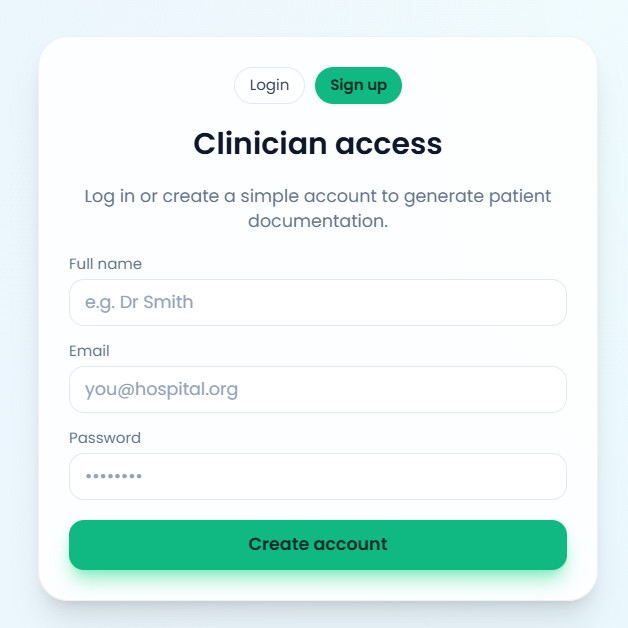 Login Sign up
Clinician access
Log in or create a simple account to generate patient
documentation.
Full name
e.g. Dr Smith
Email
you@hospital.org
Password
••••••••
Create account